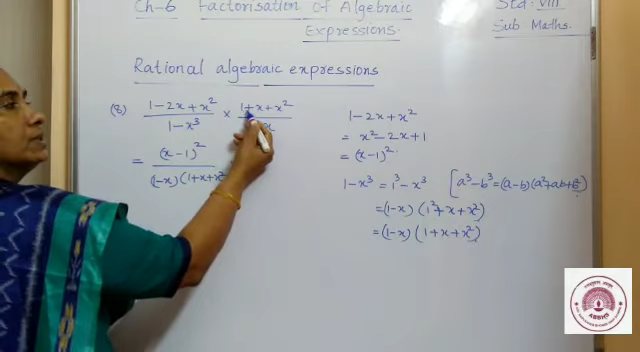 Ch-6 Factorisation of Algebraic Expressions.
Std: VIII
Sub Maths.
Rational algebraic expressions
(8) 1-2x+x² / 1-x³ × 1+x+x² / x
= (x-1)² / (1-x)(1+x+x²
1-2x+x²
= x²-2x+1
= (x-1)²
1-x³ = 1³-x³ [a³-b³=(a-b)(a²+ab+b²)
= (1-x) (1²+x+x²)
= (1-x) (1+x+x²)
ABSHS